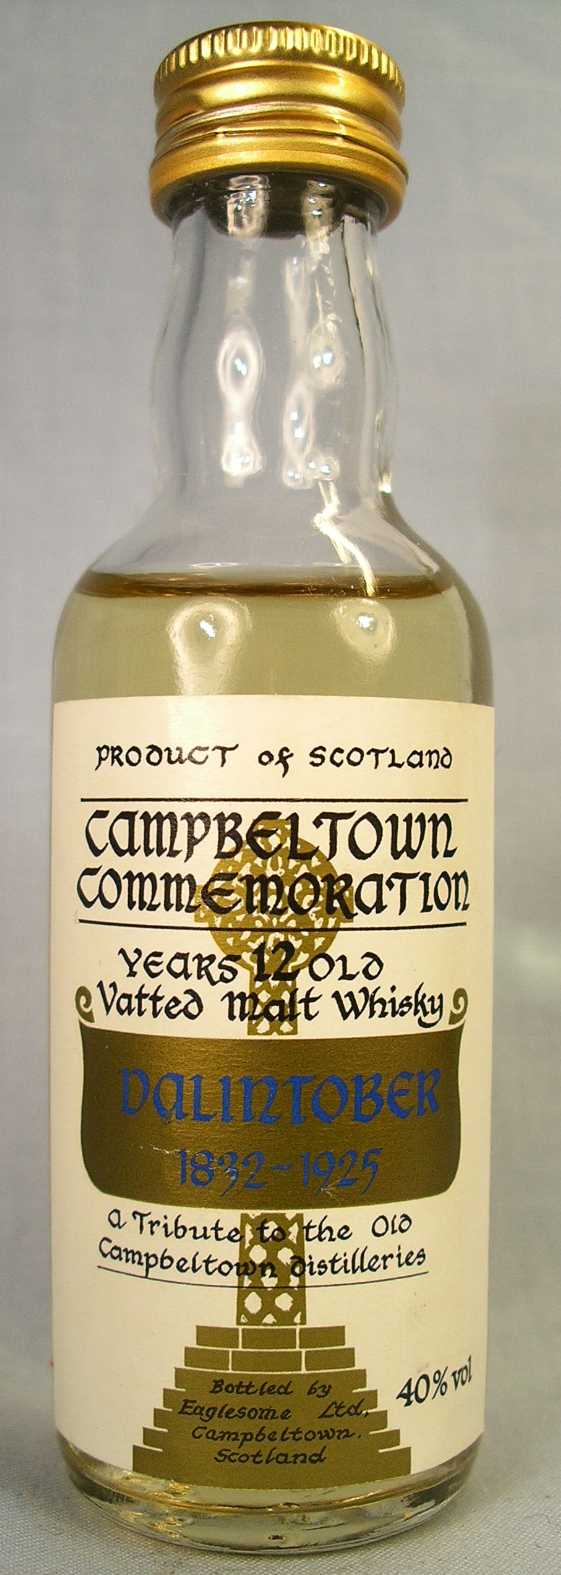 PRODUCT of SCOTLAND
CAMPBELTOWN
COMMEMORATION
YEARS 12 OLD
Vatted Malt Whisky
DALINTOBER
1832~1925
a Tribute to the Old
Campbeltown distilleries
40% vol
Bottled by
Eaglesome Ltd,
Campbeltown.
Scotland